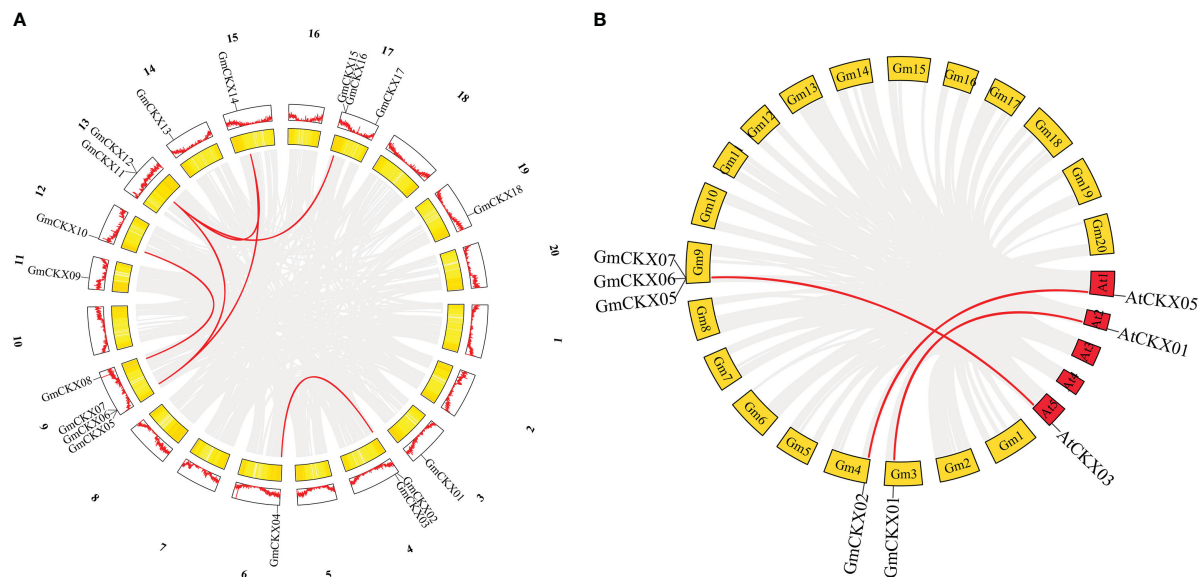 A
15
16
17
14
18
13
19
12
20
11
1
10
2
9
3
8
4
7
5
6
GmCKX14
GmCKX15
GmCKX16
GmCKX17
GmCKX13
GmCKX12
GmCKX11
GmCKX10
GmCKX18
GmCKX09
GmCKX08
GmCKX07
GmCKX06
GmCKX05
GmCKX01
GmCKX02
GmCKX03
GmCKX04
B
Gm15
Gm14
Gm16
Gm13
Gm17
Gm12
Gm18
Gm1
Gm19
Gm10
Gm20
Gm9
At1
Gm8
At2
Gm7
At3
Gm6
At4
Gm5
At5
Gm4
Gm3
Gm2
Gm1
GmCKX07
GmCKX06
GmCKX05
AtCKX05
AtCKX01
AtCKX03
GmCKX02
GmCKX01